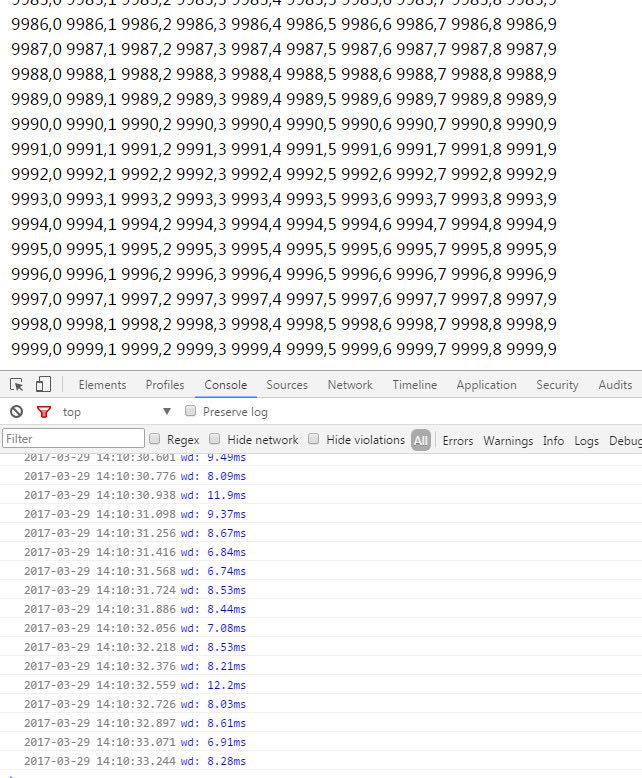 9985,0 9985,1 9985,2 9985,3 9985,4 9985,5 9985,6 9985,7 9985,8 9985,9
9986,0 9986,1 9986,2 9986,3 9986,4 9986,5 9986,6 9986,7 9986,8 9986,9
9987,0 9987,1 9987,2 9987,3 9987,4 9987,5 9987,6 9987,7 9987,8 9987,9
9988,0 9988,1 9988,2 9988,3 9988,4 9988,5 9988,6 9988,7 9988,8 9988,9
9989,0 9989,1 9989,2 9989,3 9989,4 9989,5 9989,6 9989,7 9989,8 9989,9
9990,0 9990,1 9990,2 9990,3 9990,4 9990,5 9990,6 9990,7 9990,8 9990,9
9991,0 9991,1 9991,2 9991,3 9991,4 9991,5 9991,6 9991,7 9991,8 9991,9
9992,0 9992,1 9992,2 9992,3 9992,4 9992,5 9992,6 9992,7 9992,8 9992,9
9993,0 9993,1 9993,2 9993,3 9993,4 9993,5 9993,6 9993,7 9993,8 9993,9
9994,0 9994,1 9994,2 9994,3 9994,4 9994,5 9994,6 9994,7 9994,8 9994,9
9995,0 9995,1 9995,2 9995,3 9995,4 9995,5 9995,6 9995,7 9995,8 9995,9
9996,0 9996,1 9996,2 9996,3 9996,4 9996,5 9996,6 9996,7 9996,8 9996,9
9997,0 9997,1 9997,2 9997,3 9997,4 9997,5 9997,6 9997,7 9997,8 9997,9
9998,0 9998,1 9998,2 9998,3 9998,4 9998,5 9998,6 9998,7 9998,8 9998,9
9999,0 9999,1 9999,2 9999,3 9999,4 9999,5 9999,6 9999,7 9999,8 9999,9
Elements Profiles Console Sources Network Timeline Application Security Audits
top Preserve log
Filter Regex Hide network Hide violations All Errors Warnings Info Logs Debug
2017-03-29 14:10:30.601 wd: 9.49ms
2017-03-29 14:10:30.776 wd: 8.09ms
2017-03-29 14:10:30.938 wd: 11.9ms
2017-03-29 14:10:31.098 wd: 9.37ms
2017-03-29 14:10:31.256 wd: 8.67ms
2017-03-29 14:10:31.416 wd: 6.84ms
2017-03-29 14:10:31.568 wd: 6.74ms
2017-03-29 14:10:31.724 wd: 8.53ms
2017-03-29 14:10:31.886 wd: 8.44ms
2017-03-29 14:10:32.056 wd: 7.08ms
2017-03-29 14:10:32.218 wd: 8.53ms
2017-03-29 14:10:32.376 wd: 8.21ms
2017-03-29 14:10:32.559 wd: 12.2ms
2017-03-29 14:10:32.726 wd: 8.03ms
2017-03-29 14:10:32.897 wd: 8.61ms
2017-03-29 14:10:33.071 wd: 6.91ms
2017-03-29 14:10:33.244 wd: 8.28ms